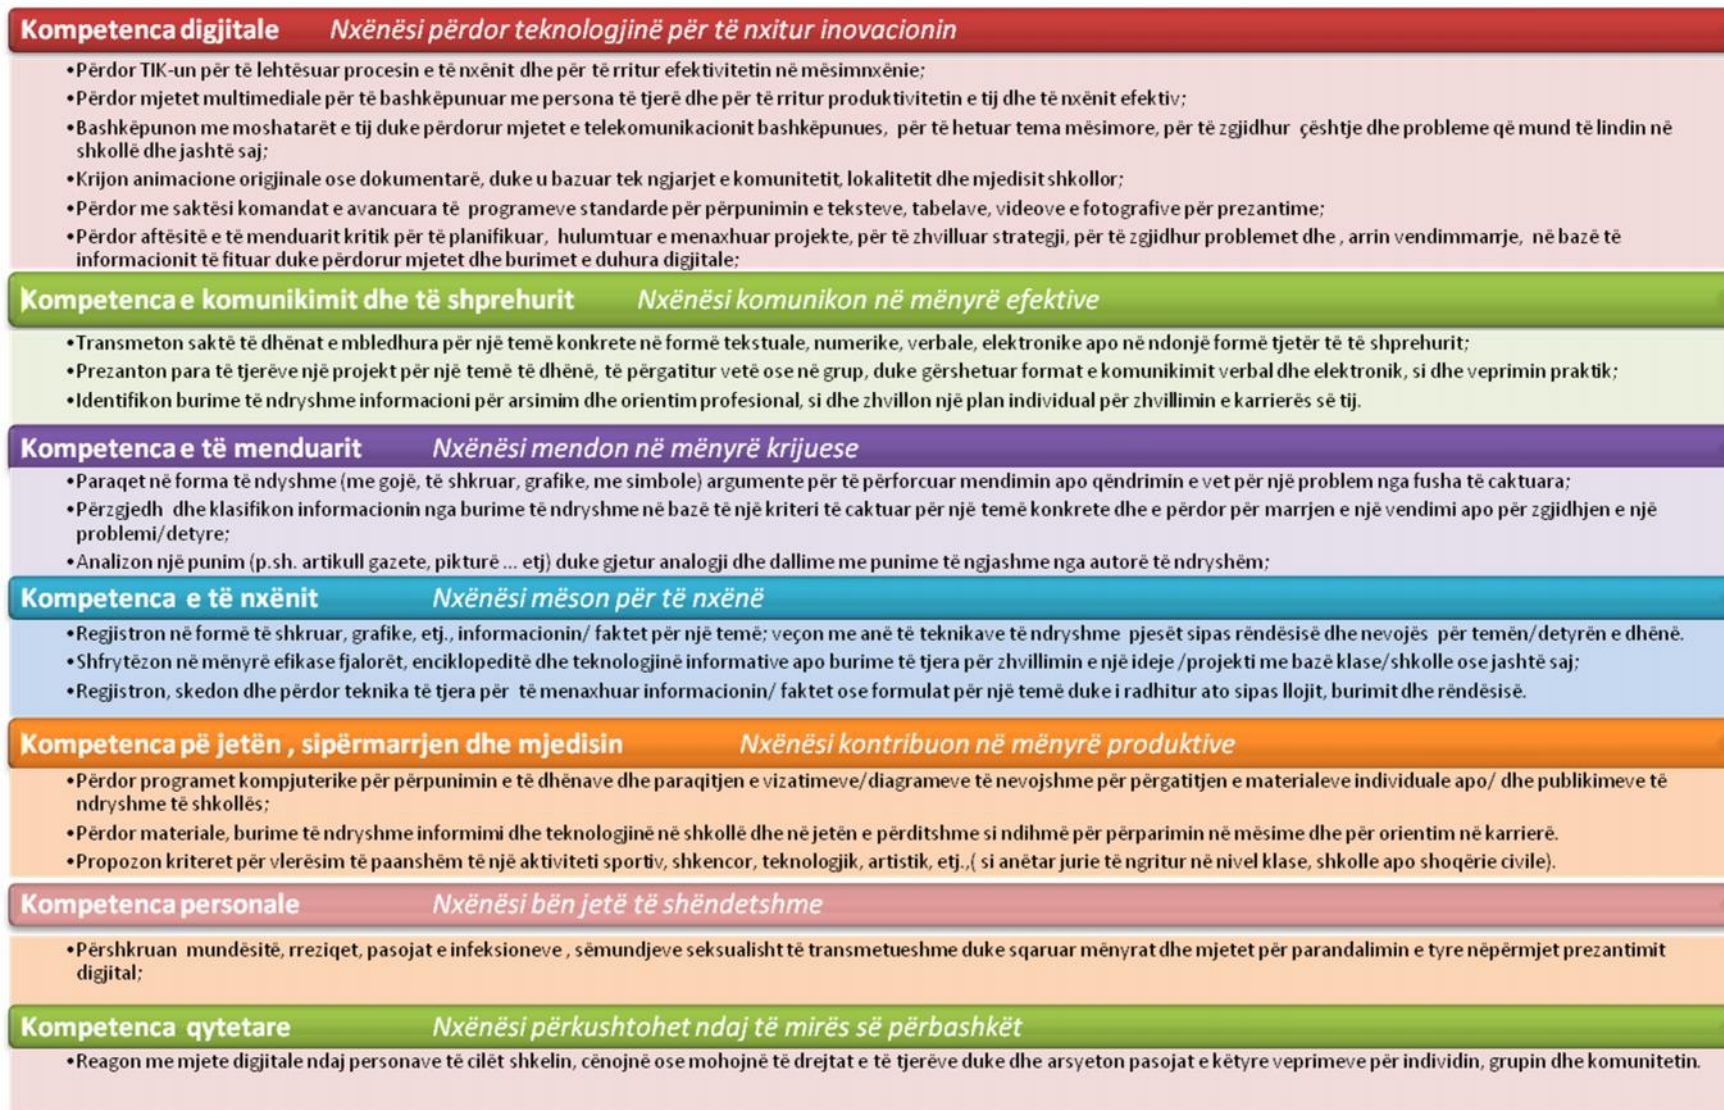 Kompetenca digjitale Nxënësi përdor teknologjinë për të nxitur inovacionin
•Përdor TIK-un për të lehtësuar procesin e të nxënit dhe për të rritur efektivitetin në mësimnxënie;
•Përdor mjetet multimediale për të bashkëpunuar me persona të tjerë dhe për të rritur produktivitetin e tij dhe të nxënit efektiv;
•Bashkëpunon me moshatarët e tij duke përdorur mjetet e telekomunikacionit bashkëpunues, për të hetuar tema mësimore, për të zgjidhur çështje dhe probleme që mund të lindin në
shkollë dhe jashtë saj;
•Krijon animacione origjinale ose dokumentarë, duke u bazuar tek ngjarjet e komunitetit, lokalitetit dhe mjedisit shkollor;
•Përdor me saktësi komandat e avancuara të programeve standarde për përpunimin e teksteve, tabelave, videove e fotografive për prezantime;
•Përdor aftësitë e të menduarit kritik për të planifikuar, hulumtuar e menaxhuar projekte, për të zhvilluar strategji, për të zgjidhur problemet dhe , arrin vendimmarrje, në bazë të
informacionit të fituar duke përdorur mjetet dhe burimet e duhura digjitale;
Kompetenca e komunikimit dhe të shprehurit Nxënësi komunikon në mënyrë efektive
•Transmeton saktë të dhënat e mbledhura për një temë konkrete në formë tekstuale, numerike, verbale, elektronike apo në ndonjë formë tjetër të të shprehurit;
•Prezanton para të tjerëve një projekt për një temë të dhënë, të përgatitur vetë ose në grup, duke gërshetuar format e komunikimit verbal dhe elektronik, si dhe veprimin praktik;
•Identifikon burime të ndryshme informacioni për arsimim dhe orientim profesional, si dhe zhvillon një plan individual për zhvillimin e karrierës së tij.
Kompetenca e të menduarit Nxënësi mendon në mënyrë krijuese
•Paraqet në forma të ndyshme (me gojë, të shkruar, grafike, me simbole) argumente për të përforcuar mendimin apo qëndrimin e vet për një problem nga fusha të caktuara;
•Përzgjedh dhe klasifikon informacionin nga burime të ndryshme në bazë të një kriteri të caktuar për një temë konkrete dhe e përdor për marrjen e një vendimi apo për zgjidhjen e një
problemi/detyre;
•Analizon një punim (p.sh. artikull gazete, pikturë ... etj) duke gjetur analogji dhe dallime me punime të ngjashme nga autorë të ndryshëm;
Kompetenca e të nxënit Nxënësi mëson për të nxënë
•Regjistron në formë të shkruar, grafike, etj., informacionin/ faktet për një temë; veçon me anë të teknikave të ndryshme pjesët sipas rëndësisë dhe nevojës për temën/detyrën e dhënë.
•Shfrytëzon në mënyrë efikase fjalorët, enciklopeditë dhe teknologjinë informative apo burime të tjera për zhvillimin e një ideje /projekti me bazë klase/shkolle ose jashtë saj;
•Regjistron, skedon dhe përdor teknika të tjera për të menaxhuar informacionin/ faktet ose formulat për një temë duke i radhitur ato sipas llojit, burimit dhe rëndësisë.
Kompetenca pë jetën , sipërmarrjen dhe mjedisin Nxënësi kontribuon në mënyrë produktive
•Përdor programet kompjuterike për përpunimin e të dhënave dhe paraqitjen e vizatimeve/diagrameve të nevojshme për përgatitjen e materialeve individuale apo/ dhe publikimeve të
ndryshme të shkollës;
•Përdor materiale, burime të ndryshme informimi dhe teknologjinë në shkollë dhe në jetën e përditshme si ndihmë për përparimin në mësime dhe për orientim në karrierë.
•Propozon kriteret për vlerësim të paanshëm të një aktiviteti sportiv, shkencor, teknologjik, artistik, etj.,( si anëtar jurie të ngritur në nivel klase, shkolle apo shoqërie civile).
Kompetenca personale Nxënësi bën jetë të shëndetshme
•Përshkruan mundësitë, rreziqet, pasojat e infeksioneve , sëmundjeve seksualisht të transmetueshme duke sqaruar mënyrat dhe mjetet për parandalimin e tyre nëpërmjet prezantimit
digjital;
Kompetenca qytetare Nxënësi përkushtohet ndaj të mirës së përbashkët
•Reagon me mjete digjitale ndaj personave të cilët shkelin, cënojnë ose mohojnë të drejtat e të tjerëve duke dhe arsyeton pasojat e këtyre veprimeve për individin, grupin dhe komunitetin.